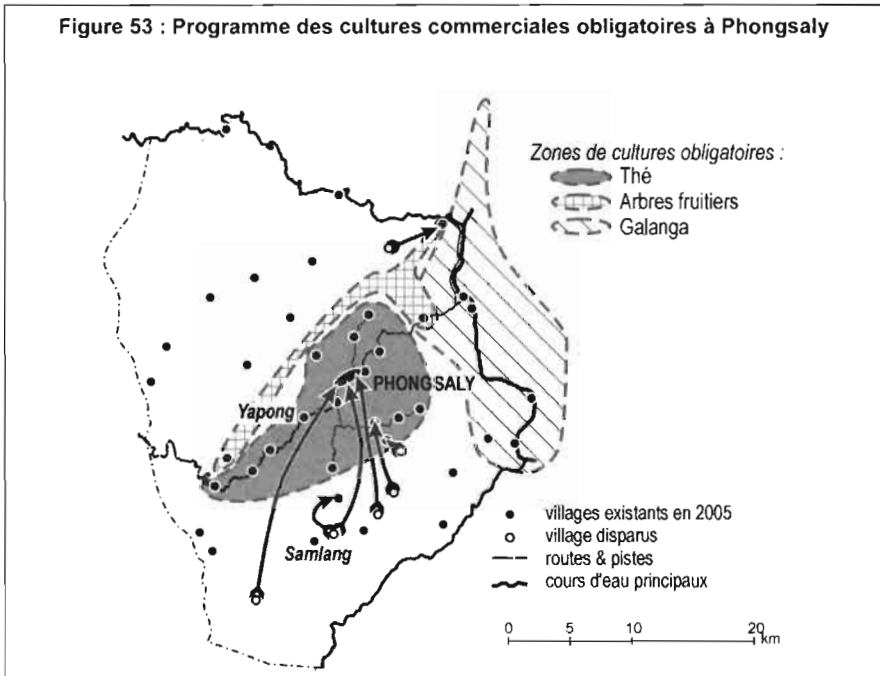 Figure 53 : Programme des cultures commerciales obligatoires à Phongsaly
Zones de cultures obligatoires :
Thé
Arbres fruitiers
Galanga
PHONGSALY
Yapong
Samlang
villages existants en 2005
village disparus
routes & pistes
cours d'eau principaux
0 5 10 20
km